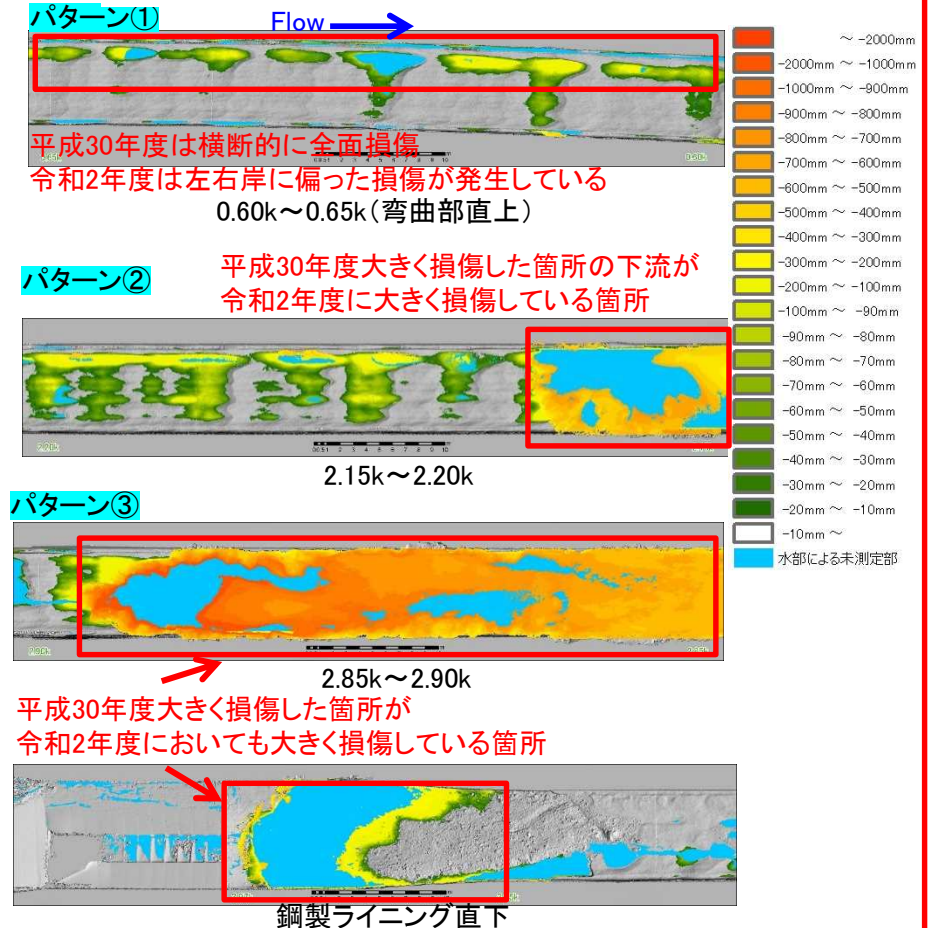 パターン①
Flow
平成30年度は横断的に全面損傷
令和2年度は左右岸に偏った損傷が発生している
0.60k
0.60k～0.65k（弯曲部直上）
パターン②
平成30年度大きく損傷した箇所の下流が
令和2年度に大きく損傷している箇所
2.20k
2.15k～2.20k
パターン③
2.90k
2.85k～2.90k
平成30年度大きく損傷した箇所が
令和2年度においても大きく損傷している箇所
鋼製ライニング直下
～ -2000mm
-2000mm ～ -1000mm
-1000mm ～ -900mm
-900mm ～ -800mm
-800mm ～ -700mm
-700mm ～ -600mm
-600mm ～ -500mm
-500mm ～ -400mm
-400mm ～ -300mm
-300mm ～ -200mm
-200mm ～ -100mm
-100mm ～ -90mm
-90mm ～ -80mm
-80mm ～ -70mm
-70mm ～ -60mm
-60mm ～ -50mm
-50mm ～ -40mm
-40mm ～ -30mm
-30mm ～ -20mm
-20mm ～ -10mm
-10mm ～
水部による未測定部